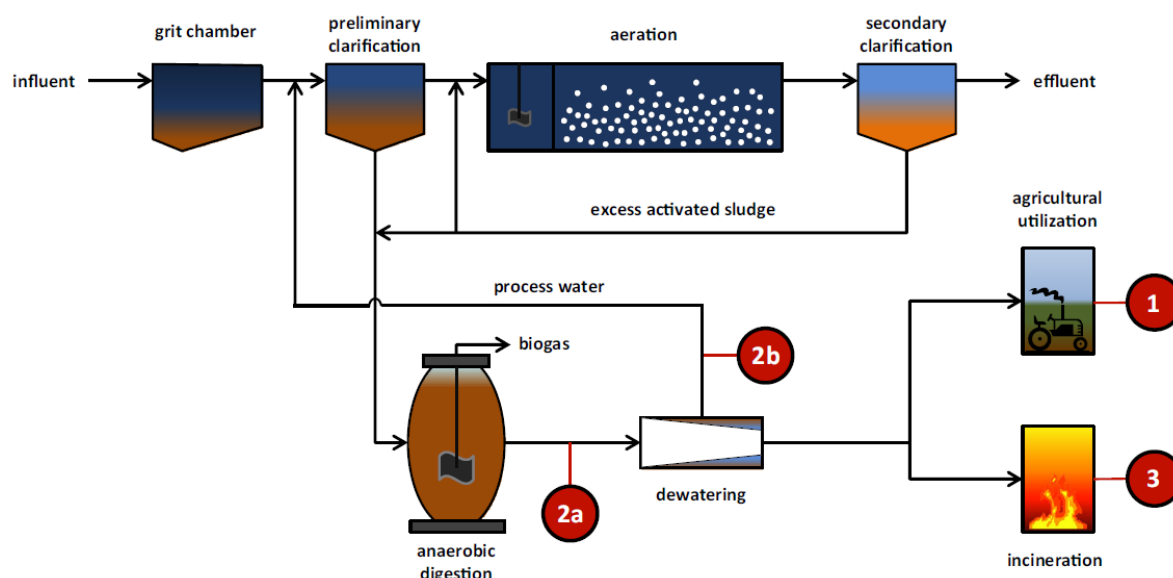 grit chamber
preliminary
clarification
aeration
secondary
clarification
influent
effluent
excess activated sludge
agricultural
utilization
process water
1
biogas
2b
dewatering
2a
3
anaerobic
digestion
incineration